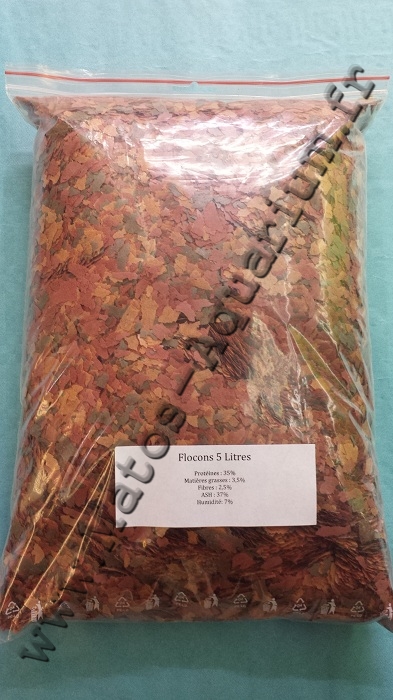 Flocons 5 Litres
Protéines : 35%
Matières grasses : 3,5%
Fibres : 2,5%
ASH : 37%
Humidité: 7%